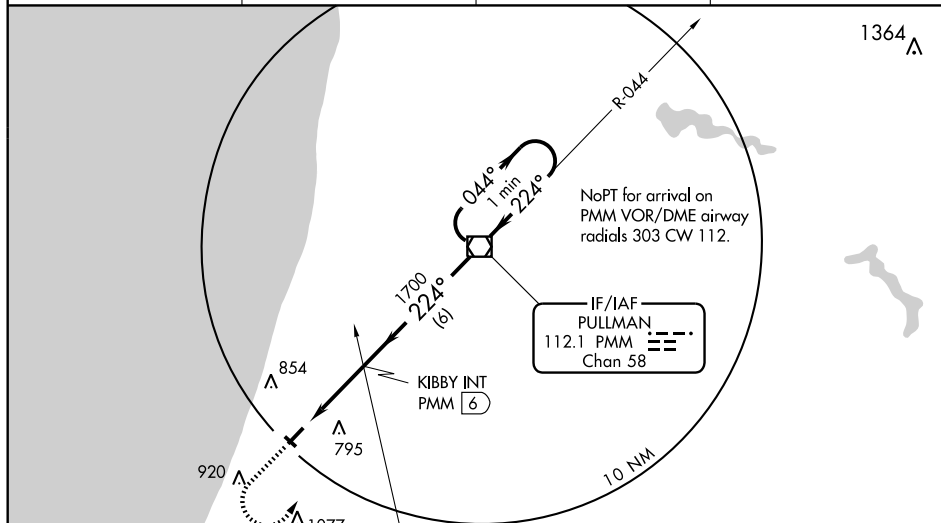 1364
R-044
044°
1 min
224°
NoPT for arrival on
PMM VOR/DME airway
radials 303 CW 112.
1700
224°
(6)
IF/IAF
PULLMAN
112.1 PMM
Chan 58
854
KIBBY INT
PMM 6
795
920
10 NM